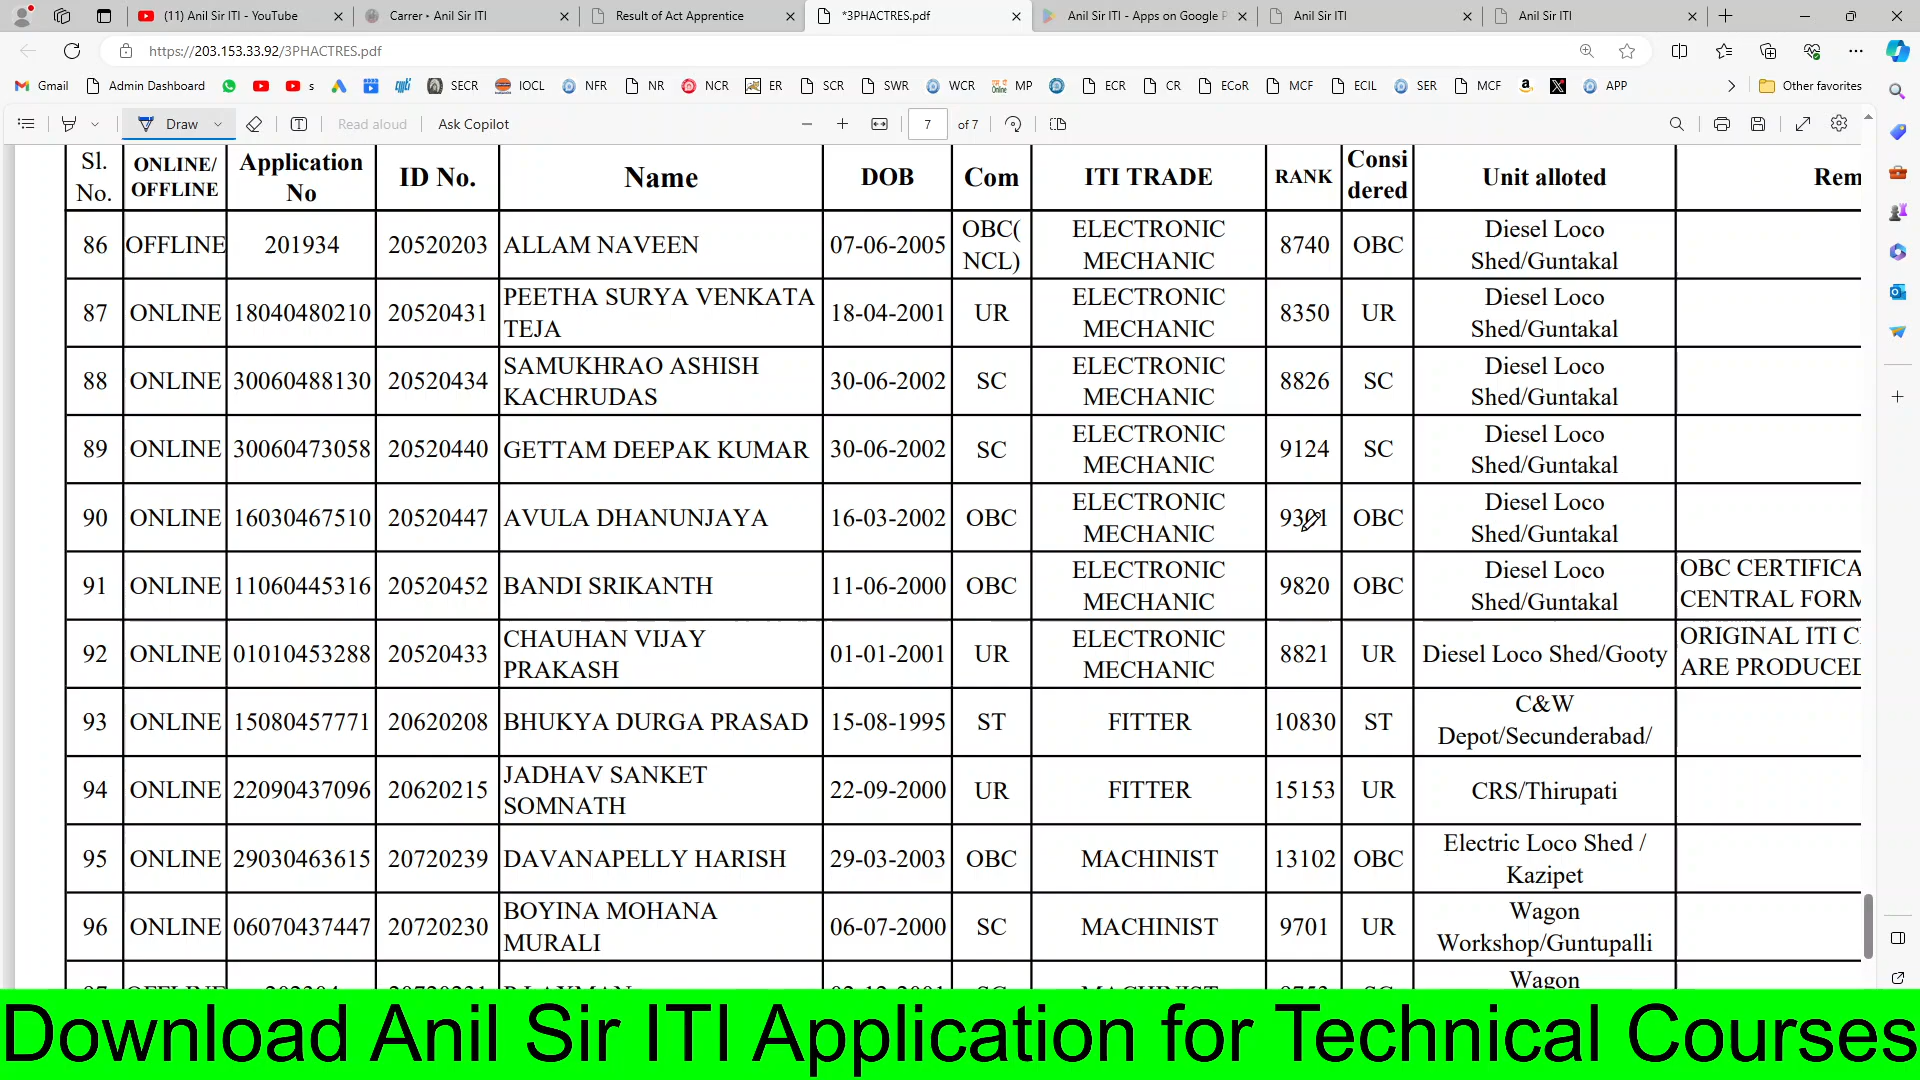 (11) Anil Sir ITI - YouTube
Carrer • Anil Sir ITI
Result of Act Apprentice
*3PHACTRES.pdf
Anil Sir ITI - Apps on Google P
Anil Sir ITI
Anil Sir ITI
https://203.153.33.92/3PHACTRES.pdf
Gmail Admin Dashboard s SECR IOCL NFR NR NCR ER SCR SWR WCR MP ECR CR ECoR MCF ECIL SER MCF APP Other favorites
Draw Read aloud Ask Copilot 7 of 7
Sl. No. ONLINE/ OFFLINE Application No ID No. Name DOB Com ITI TRADE RANK Consi dered Unit alloted Rem
86 OFFLINE 201934 20520203 ALLAM NAVEEN 07-06-2005 OBC( NCL) ELECTRONIC MECHANIC 8740 OBC Diesel Loco Shed/Guntakal
87 ONLINE 18040480210 20520431 PEETHA SURYA VENKATA TEJA 18-04-2001 UR ELECTRONIC MECHANIC 8350 UR Diesel Loco Shed/Guntakal
88 ONLINE 30060488130 20520434 SAMUKHRAO ASHISH KACHRUDAS 30-06-2002 SC ELECTRONIC MECHANIC 8826 SC Diesel Loco Shed/Guntakal
89 ONLINE 30060473058 20520440 GETTAM DEEPAK KUMAR 30-06-2002 SC ELECTRONIC MECHANIC 9124 SC Diesel Loco Shed/Guntakal
90 ONLINE 16030467510 20520447 AVULA DHANUNJAYA 16-03-2002 OBC ELECTRONIC MECHANIC OBC Diesel Loco Shed/Guntakal
91 ONLINE 11060445316 20520452 BANDI SRIKANTH 11-06-2000 OBC ELECTRONIC MECHANIC 9820 OBC Diesel Loco Shed/Guntakal OBC CERTIFICA CENTRAL FORM
92 ONLINE 01010453288 20520433 CHAUHAN VIJAY PRAKASH 01-01-2001 UR ELECTRONIC MECHANIC 8821 UR Diesel Loco Shed/Gooty ORIGINAL ITI C ARE PRODUCED
93 ONLINE 15080457771 20620208 BHUKYA DURGA PRASAD 15-08-1995 ST FITTER 10830 ST C&W Depot/Secunderabad/
94 ONLINE 22090437096 20620215 JADHAV SANKET SOMNATH 22-09-2000 UR FITTER 15153 UR CRS/Thirupati
95 ONLINE 29030463615 20720239 DAVANAPELLY HARISH 29-03-2003 OBC MACHINIST 13102 OBC Electric Loco Shed / Kazipet
96 ONLINE 06070437447 20720230 BOYINA MOHANA MURALI 06-07-2000 SC MACHINIST 9701 UR Wagon Workshop/Guntupalli
Wagon
Download Anil Sir ITI Application for Technical Courses